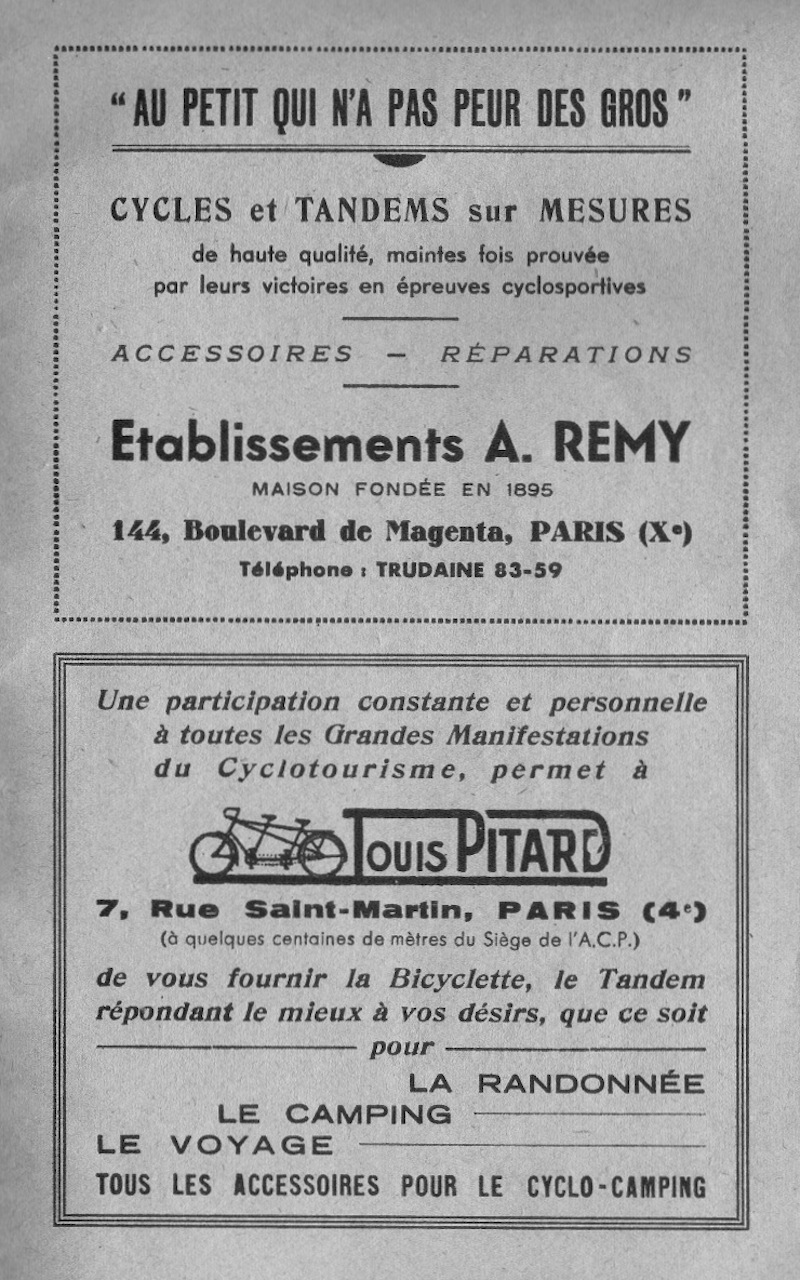 “AU PETIT QUI N'A PAS PEUR DES GROS”
CYCLES et TANDEMS sur MESURES
de haute qualité, maintes fois prouvée
par leurs victoires en épreuves cyclosportives
ACCESSOIRES — RÉPARATIONS
Etablissements A. REMY
MAISON FONDÉE EN 1895
144, Boulevard de Magenta, PARIS (Xᵉ)
Téléphone : TRUDAINE 83-59
Une participation constante et personnelle
à toutes les Grandes Manifestations
du Cyclotourisme, permet à
LOUIS PITARD
7, Rue Saint-Martin, PARIS (4ᵉ)
(à quelques centaines de mètres du Siège de l'A.C.P.)
de vous fournir la Bicyclette, le Tandem
répondant le mieux à vos désirs, que ce soit
pour
LA RANDONNÉE
LE CAMPING
LE VOYAGE
TOUS LES ACCESSOIRES POUR LE CYCLO-CAMPING